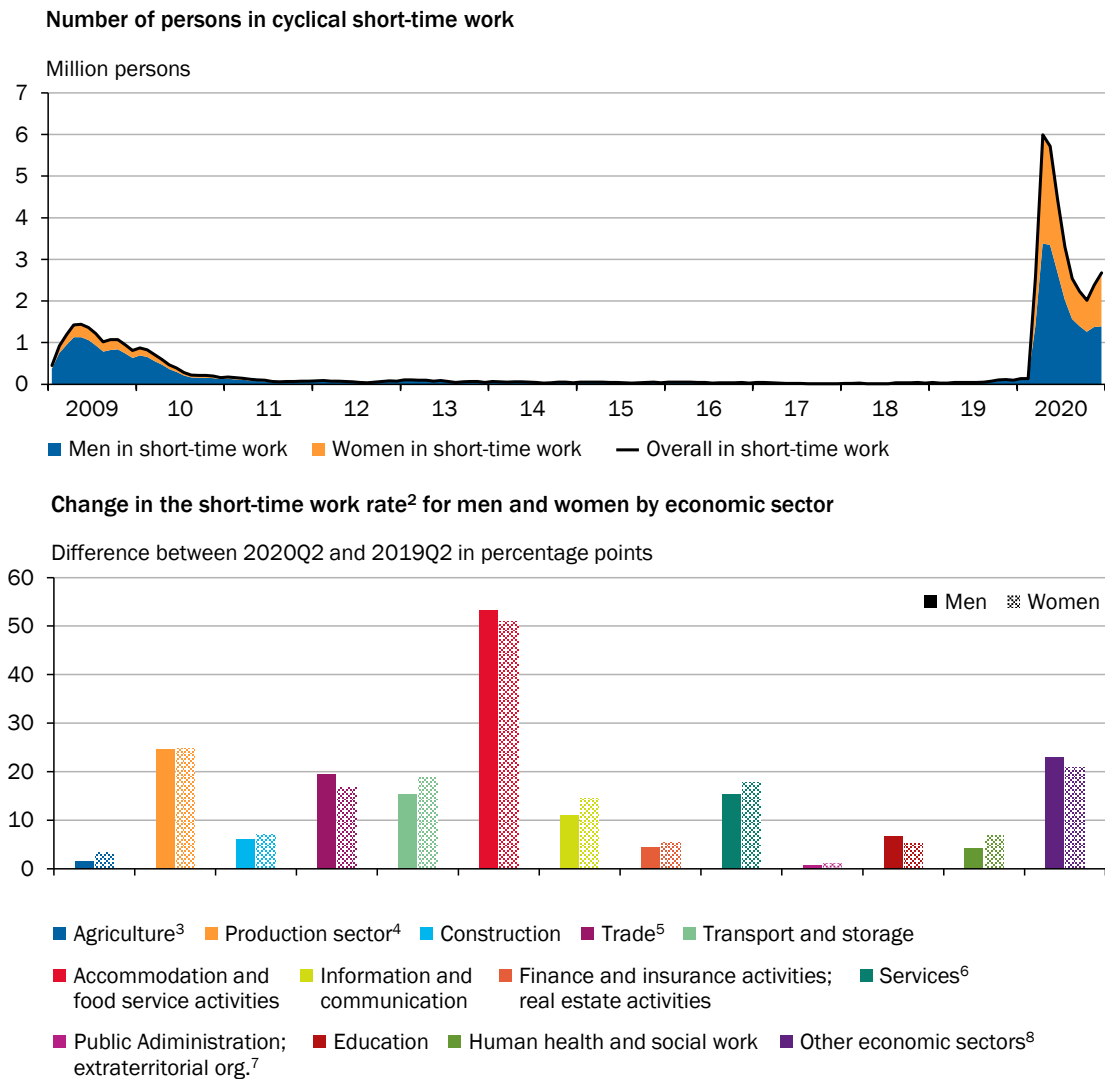 Number of persons in cyclical short-time work
Million persons
7
6
5
4
3
2
1
0
2009 10 11 12 13 14 15 16 17 18 19 2020
Men in short-time work Women in short-time work Overall in short-time work
Change in the short-time work rate² for men and women by economic sector
Difference between 2020Q2 and 2019Q2 in percentage points
60
Men Women
50
40
30
20
10
0
Agriculture³ Production sector⁴ Construction Trade⁵ Transport and storage
Accommodation and food service activities
Information and communication
Finance and insurance activities; real estate activities
Services⁶
Public Adiministration; extraterritorial org.⁷
Education Human health and social work Other economic sectors⁸